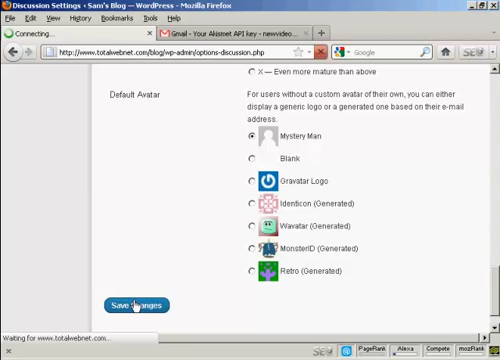 Discussion Settings ‹ Sam's Blog — WordPress - Mozilla Firefox
File Edit View History Bookmarks Tools Help
Connecting...
Gmail - Your Akismet API key - newvideo...
http://www.totalwebnet.com/blog/wp-admin/options-discussion.php
Google
X — Even more mature than above
Default Avatar
For users without a custom avatar of their own, you can either
display a generic logo or a generated one based on their e-mail
address.
Mystery Man
Blank
Gravatar Logo
Identicon (Generated)
Wavatar (Generated)
MonsterID (Generated)
Retro (Generated)
Save Changes
Waiting for www.totalwebnet.com...
PageRank Alexa Compete mozRank